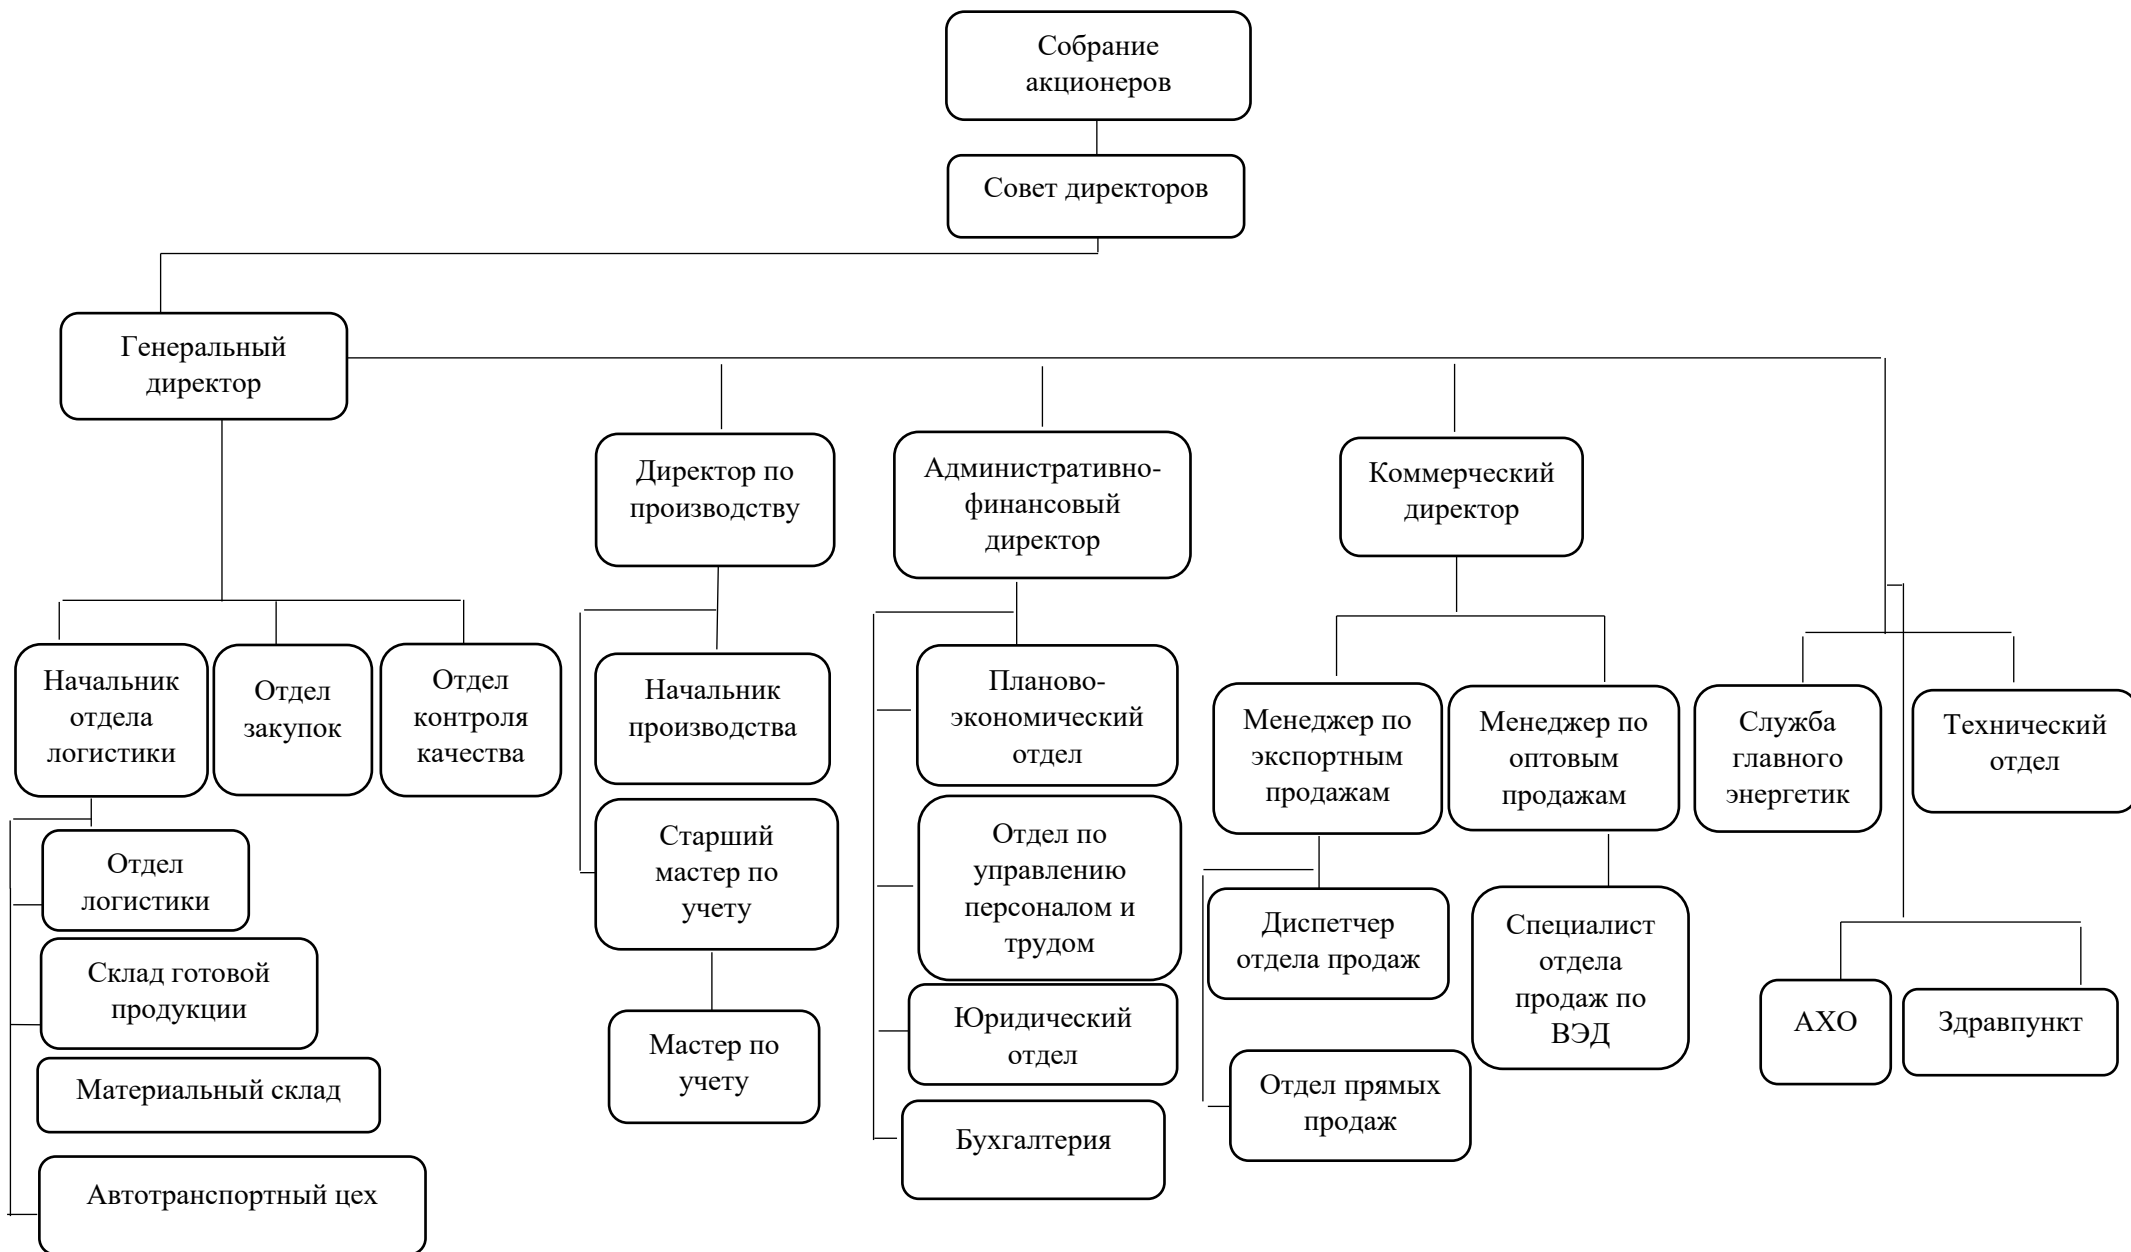 Собрание
акционеров
Совет директоров
Генеральный
директор
Директор по
производству
Административно-
финансовый
директор
Коммерческий
директор
Начальник
отдела
логистики
Отдел
закупок
Отдел
контроля
качества
Начальник
производства
Планово-
экономический
отдел
Менеджер по
экспортным
продажам
Менеджер по
оптовым
продажам
Служба
главного
энергетик
Технический
отдел
Отдел
логистики
Старший
мастер по
учету
Отдел по
управлению
персоналом и
трудом
Диспетчер
отдела продаж
Специалист
отдела
продаж по
ВЭД
Склад готовой
продукции
Юридический
отдел
АХО
Здравпункт
Материальный склад
Мастер по
учету
Отдел прямых
продаж
Бухгалтерия
Автотранспортный цех